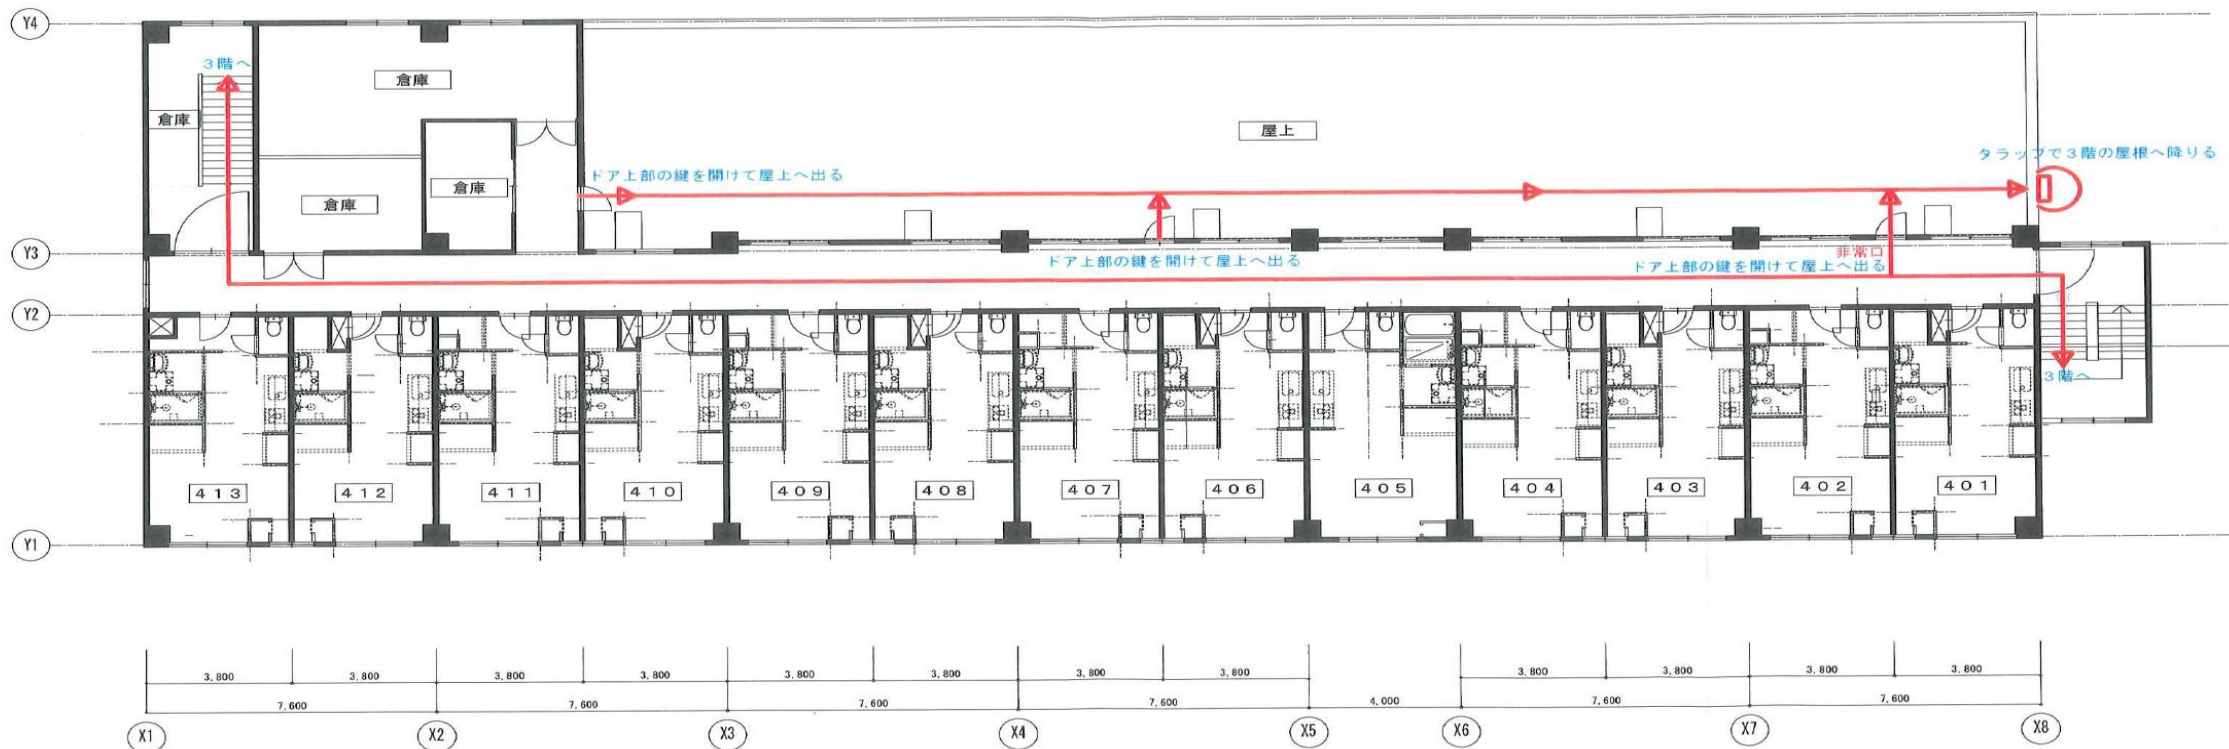 Y4
3階へ
倉庫
倉庫
屋上
倉庫
タラップで3階の屋根へ降りる
ドア上部の鍵を開けて屋上へ出る
倉庫
倉庫
Y3
非常口
ドア上部の鍵を開けて屋上へ出る
ドア上部の鍵を開けて屋上へ出る
Y2
3階へ
413
412
411
410
409
408
407
406
405
404
403
402
401
Y1
3,800 3,800 3,800 3,800 3,800 3,800 3,800 3,800 3,800 3,800 3,800 3,800
7,600 7,600 7,600 7,600 4,000 7,600 7,600
X1 X2 X3 X4 X5 X6 X7 X8